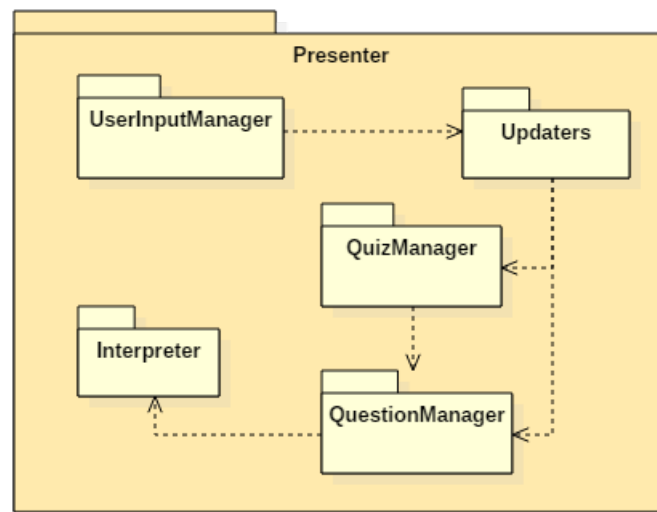 Presenter
UserInputManager
Updaters
QuizManager
Interpreter
QuestionManager